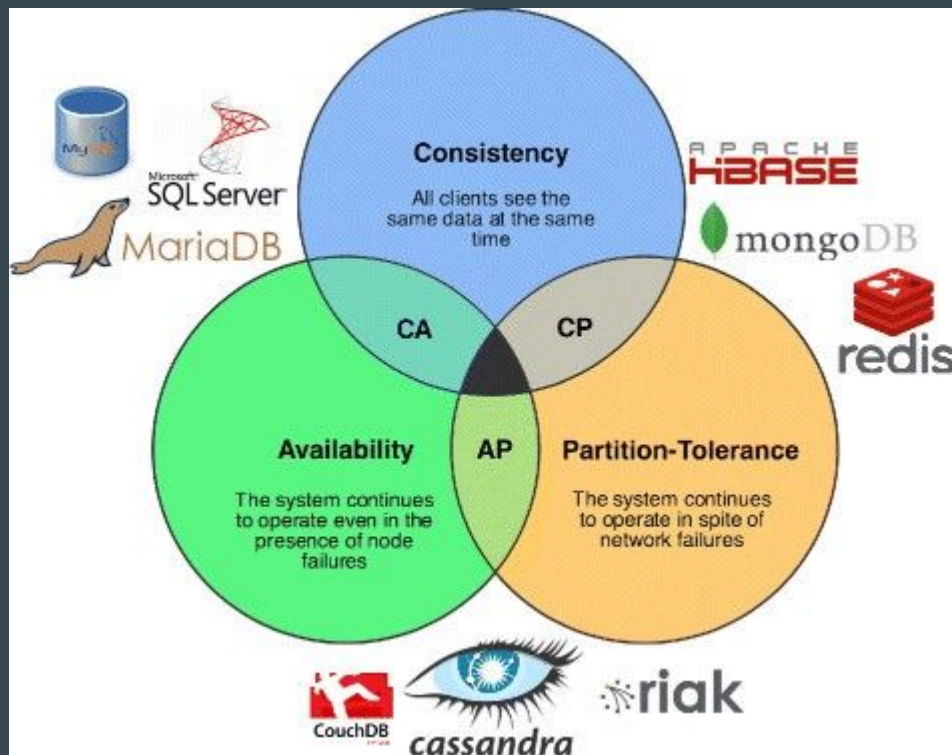 MySQL
Microsoft
SQL Server
MariaDB
Consistency
All clients see the
same data at the same
time
APACHE
HBASE
mongoDB
redis
CA
CP
Availability
The system continues
to operate even in the
presence of node
failures
AP
Partition-Tolerance
The system continues
to operate in spite of
network failures
CouchDB
cassandra
riak